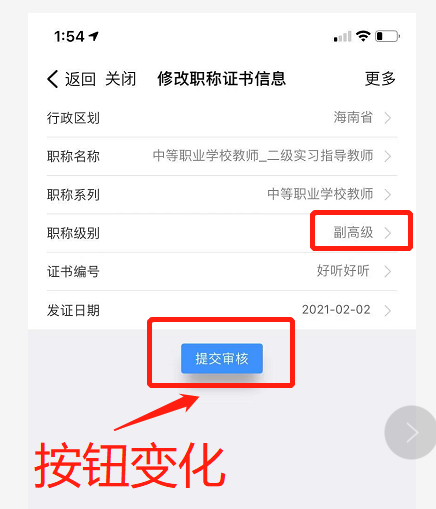 1:54
返回 关闭 修改职称证书信息 更多
行政区划 海南省
职称名称 中等职业学校教师_二级实习指导教师
职称系列 中等职业学校教师
职称级别 副高级
证书编号 好听好听
发证日期 2021-02-02
提交审核
按钮变化